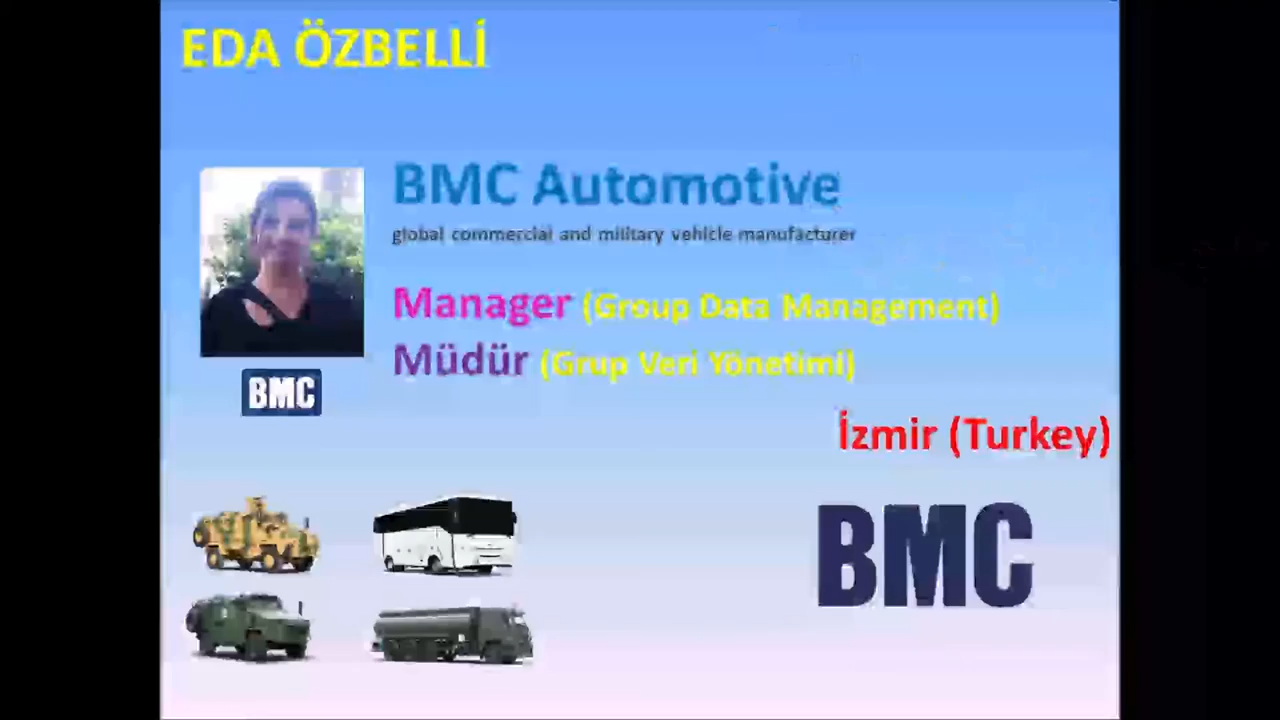 EDA ÖZBELLİ
BMC Automotive
global commercial and military vehicle manufacturer
Manager (Group Data Management)
Müdür (Grup Veri Yönetimi)
BMC
İzmir (Turkey)
BMC